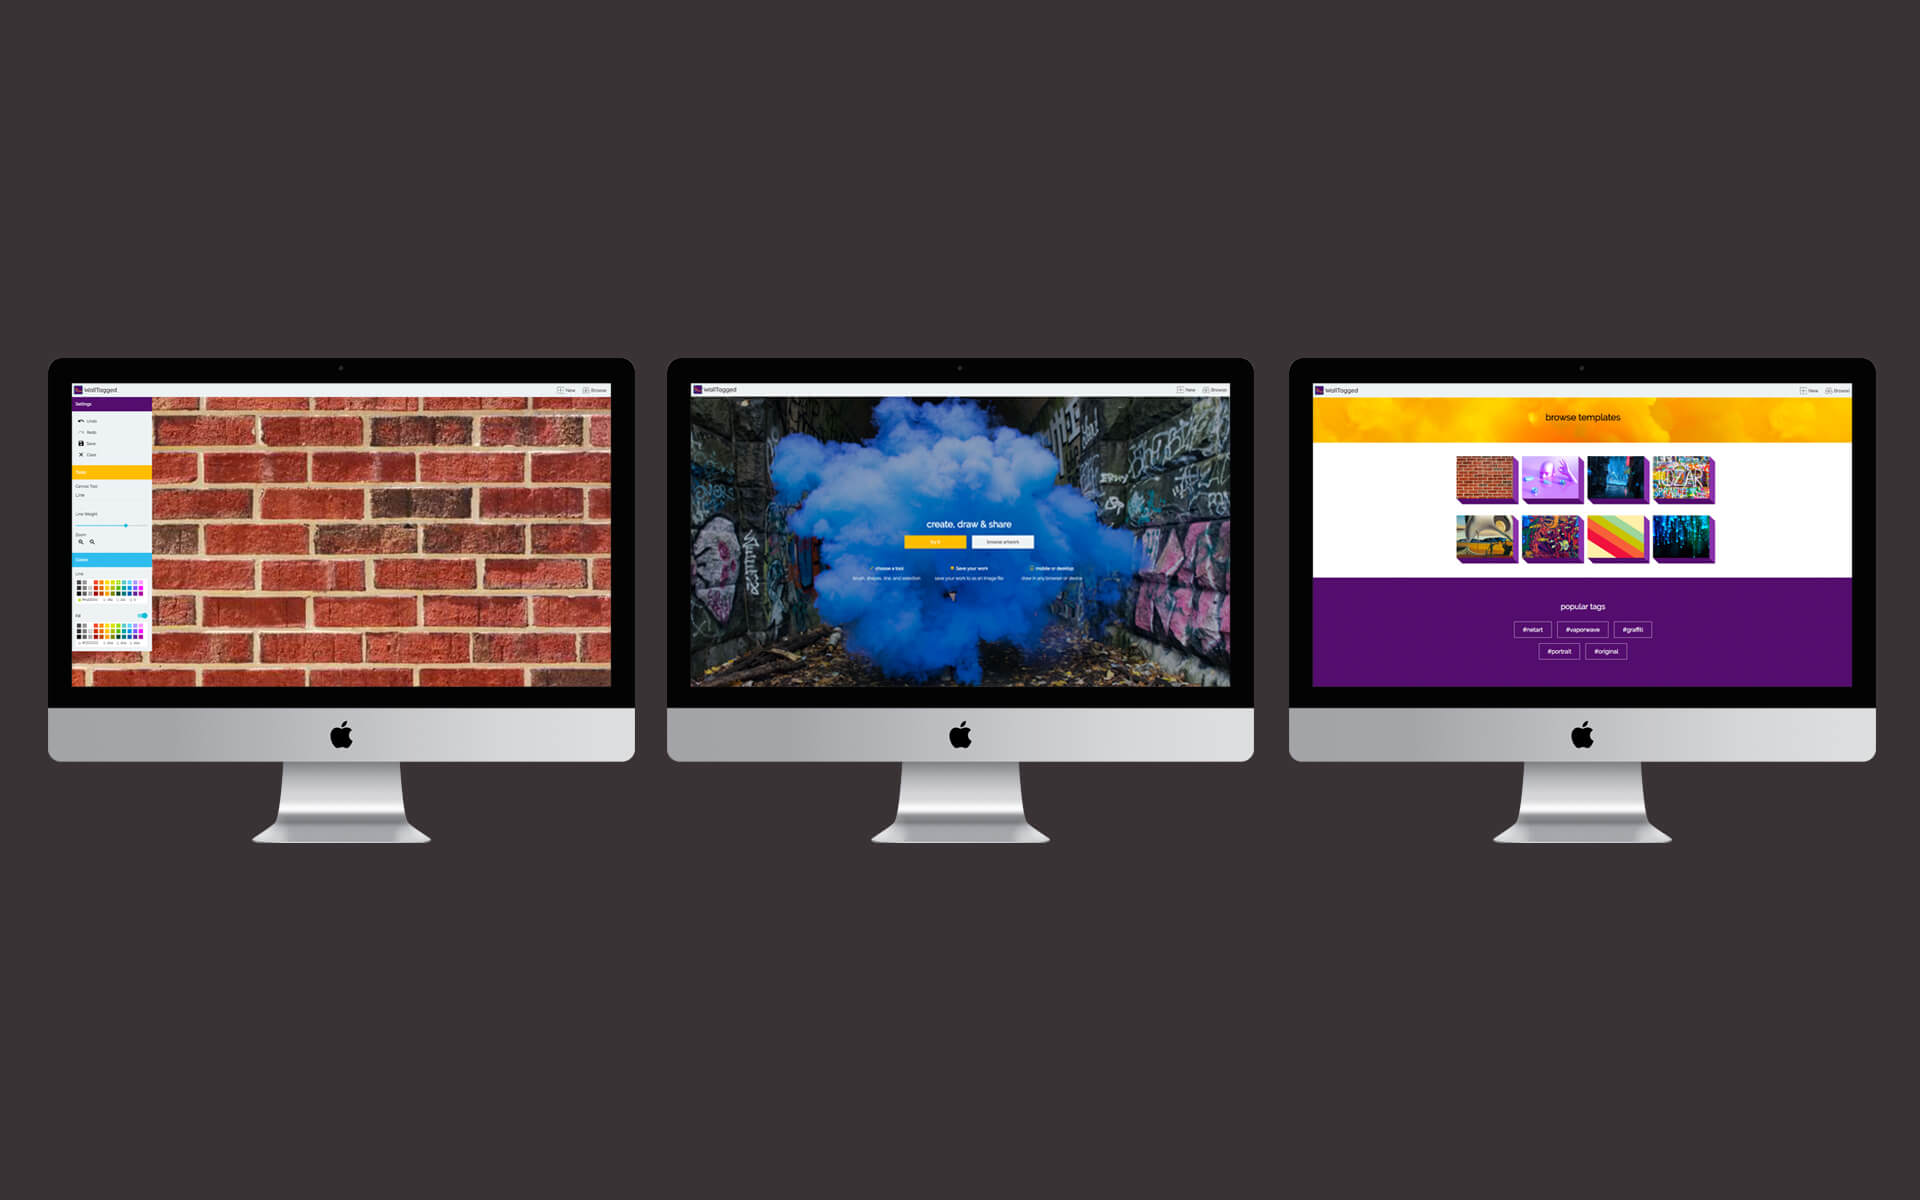 WallTagged
New
Browse
Settings
Undo
Redo
Save
Clear
Tools
Canvas Tool
Line
Line Weight
Zoom
Colors
Line
Fill
WallTagged
New
Browse
create, draw & share
try it
browse artwork
choose a tool
brush, shapes, line, and selection
Save your work
save your work to as an image file
mobile or desktop
draw in any browser or device
WallTagged
New
Browse
browse templates
popular tags
#netart
#vaporwave
#graffiti
#portrait
#original